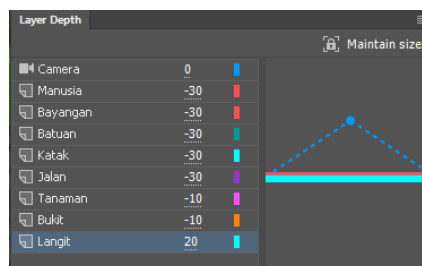 Layer Depth
Maintain size
Camera 0
Manusia -30
Bayangan -30
Batuan -30
Katak -30
Jalan -30
Tanaman -10
Bukit -10
Langit 20